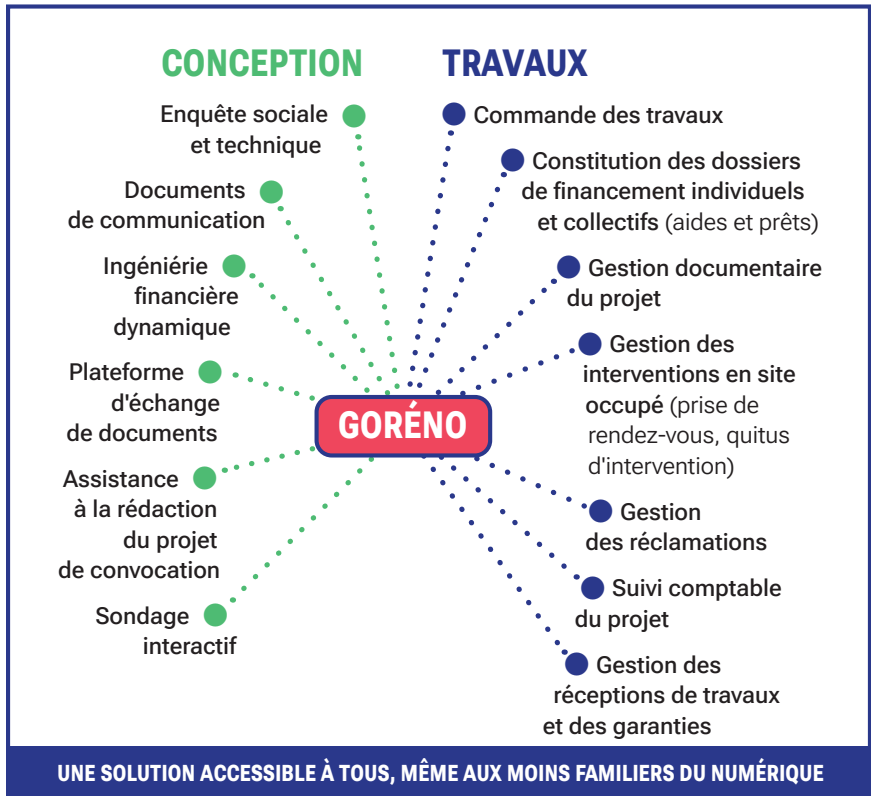 CONCEPTION
Enquête sociale
et technique
Documents
de communication
Ingéniérie
financière
dynamique
Plateforme
d'échange
de documents
Assistance
à la rédaction
du projet
de convocation
Sondage
interactif
TRAVAUX
Commande des travaux
Constitution des dossiers
de financement individuels
et collectifs (aides et prêts)
Gestion documentaire
du projet
Gestion des
interventions en site
occupé (prise de
rendez-vous, quitus
d'intervention)
Gestion
des réclamations
Suivi comptable
du projet
Gestion des
réceptions de travaux
et des garanties
GORÉNO
UNE SOLUTION ACCESSIBLE À TOUS, MÊME AUX MOINS FAMILIERS DU NUMÉRIQUE